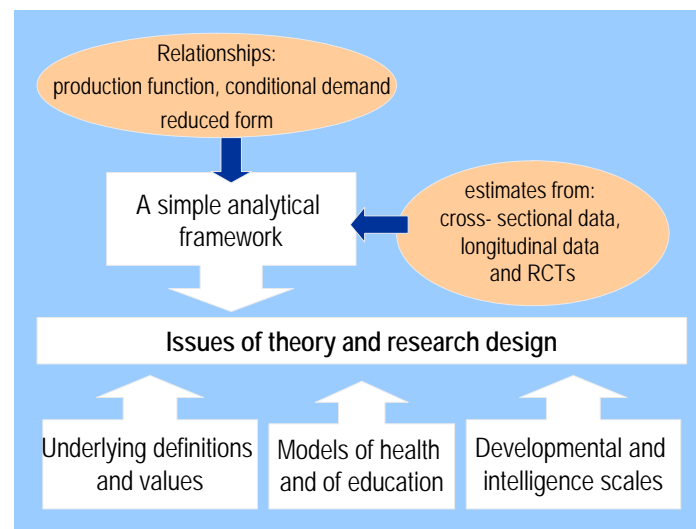 Relationships:
production function, conditional demand
reduced form
A simple analytical
framework
estimates from:
cross- sectional data,
longitudinal data
and RCTs
Issues of theory and research design
Underlying definitions
and values
Models of health
and of education
Developmental and
intelligence scales